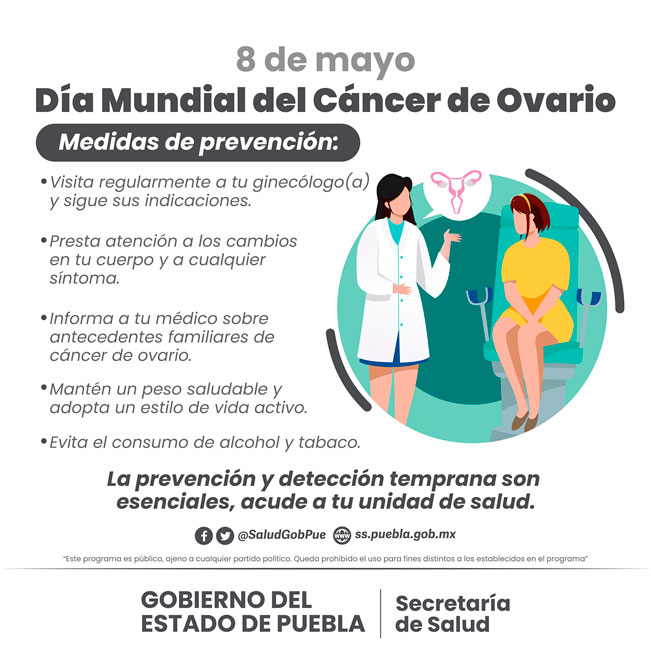 8 de mayo
Día Mundial del Cáncer de Ovario
Medidas de prevención:
•Visita regularmente a tu ginecólogo(a)
y sigue sus indicaciones.
•Presta atención a los cambios
en tu cuerpo y a cualquier
síntoma.
•Informa a tu médico sobre
antecedentes familiares de
cáncer de ovario.
•Mantén un peso saludable y
adopta un estilo de vida activo.
•Evita el consumo de alcohol y tabaco.
La prevención y detección temprana son
esenciales, acude a tu unidad de salud.
@SaludGobPue www ss.puebla.gob.mx
"Este programa es público, ajeno a cualquier partido político. Queda prohibido el uso para fines distintos a los establecidos en el programa"
GOBIERNO DEL
ESTADO DE PUEBLA
Secretaría
de Salud